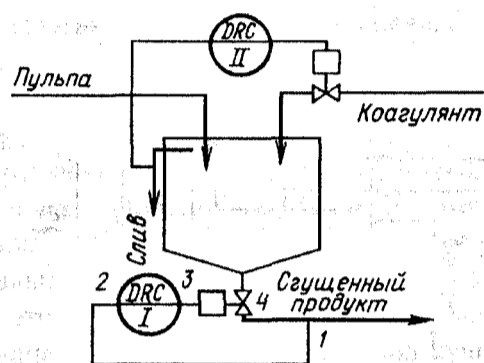 DRC
II
Пульпа
Коагулянт
Слив
2
DRC
I
3
4
Сгущенный
продукт
1